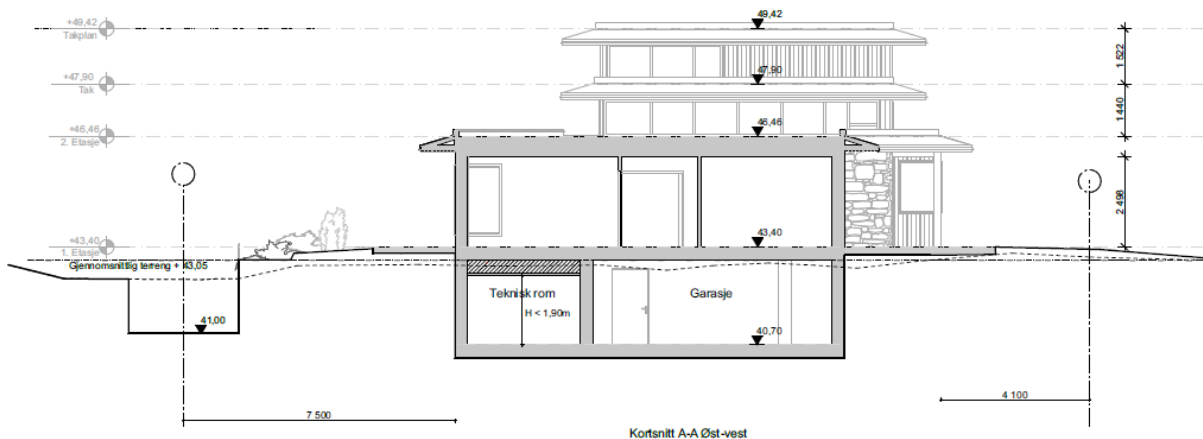 +49,42
Takplan
49,42
1 522
+47,90
Tak
47,90
1 440
+46,46
2. Etasje
46,46
2 498
+43,40
1. Etasje
43,40
Gjennomsnittlig terreng + 43,05
Teknisk rom
Garasje
H < 1,90m
41,00
40,70
7 500
4 100
Kortsnitt A-A Øst-vest